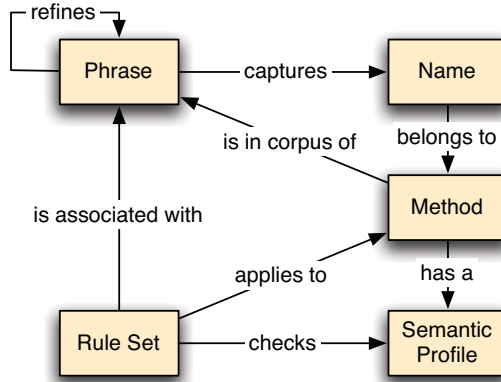 refines
Phrase
captures
Name
is in corpus of
belongs to
Method
is associated with
applies to
has a
Rule Set
checks
Semantic
Profile